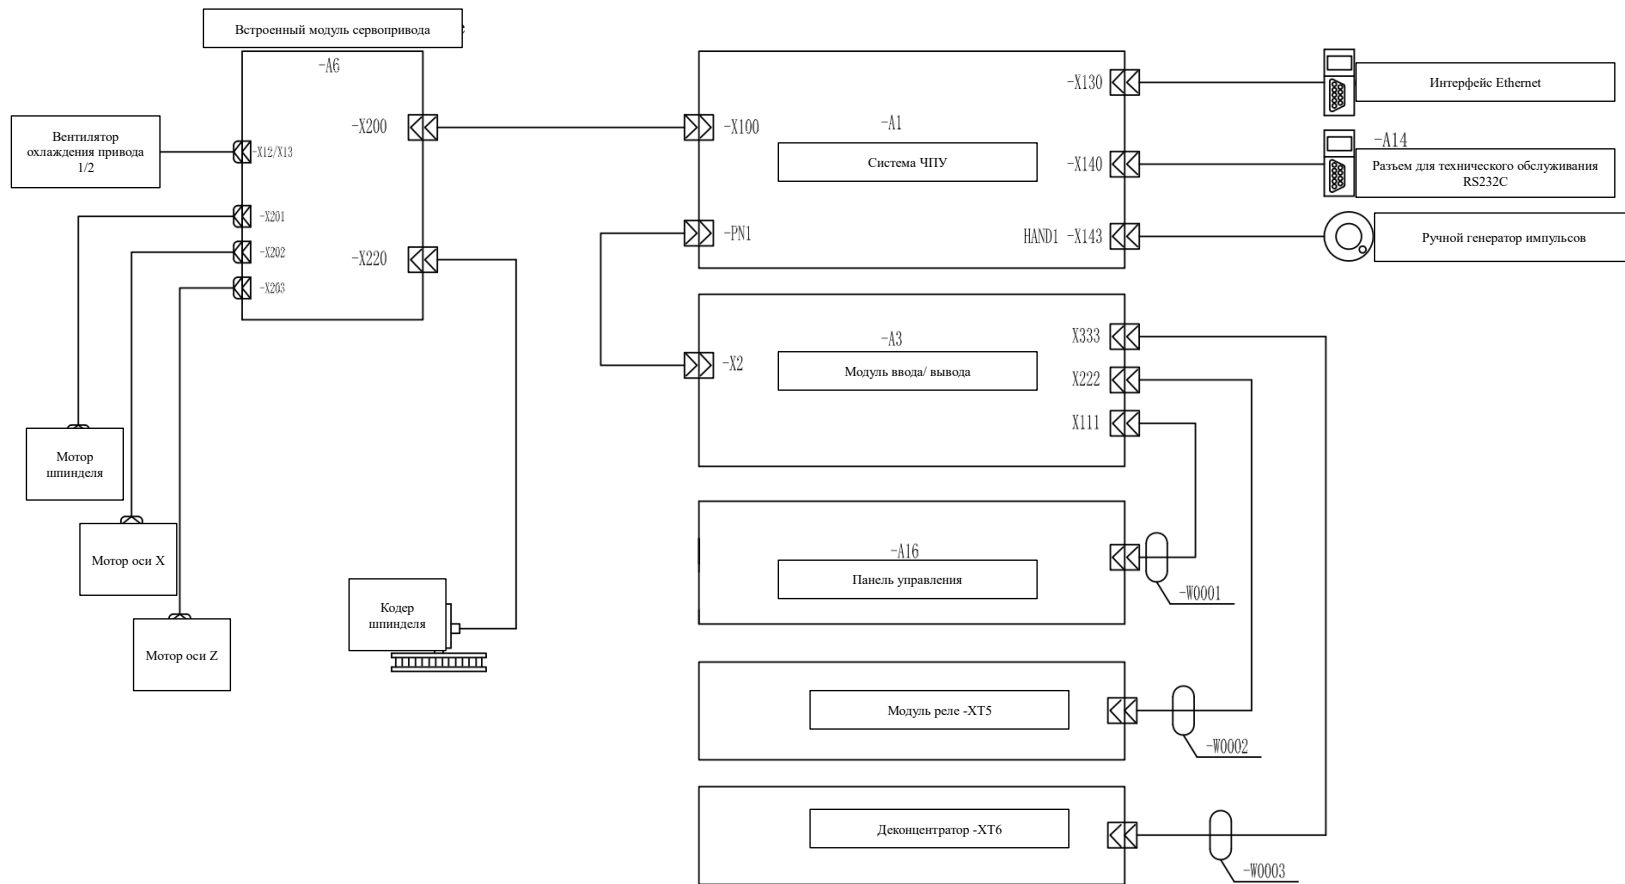 Встроенный модуль сервопривода
-A6
-X200
-X12/X13
-X201
-X202
-X203
-X220
Вентилятор
охлаждения привода
1/2
Мотор
шпинделя
Мотор оси X
Мотор оси Z
Кодер
шпинделя
-X130
-X100
-A1
Система ЧПУ
-X140
-PN1
HAND1 -X143
Интерфейс Ethernet
-A14
Разъем для технического обслуживания
RS232C
Ручной генератор импульсов
X333
-A3
-X2
Модуль ввода/ вывода
X222
X111
-A16
Панель управления
-W0001
Модуль реле -XT5
-W0002
Деконцентратор -XT6
-W0003